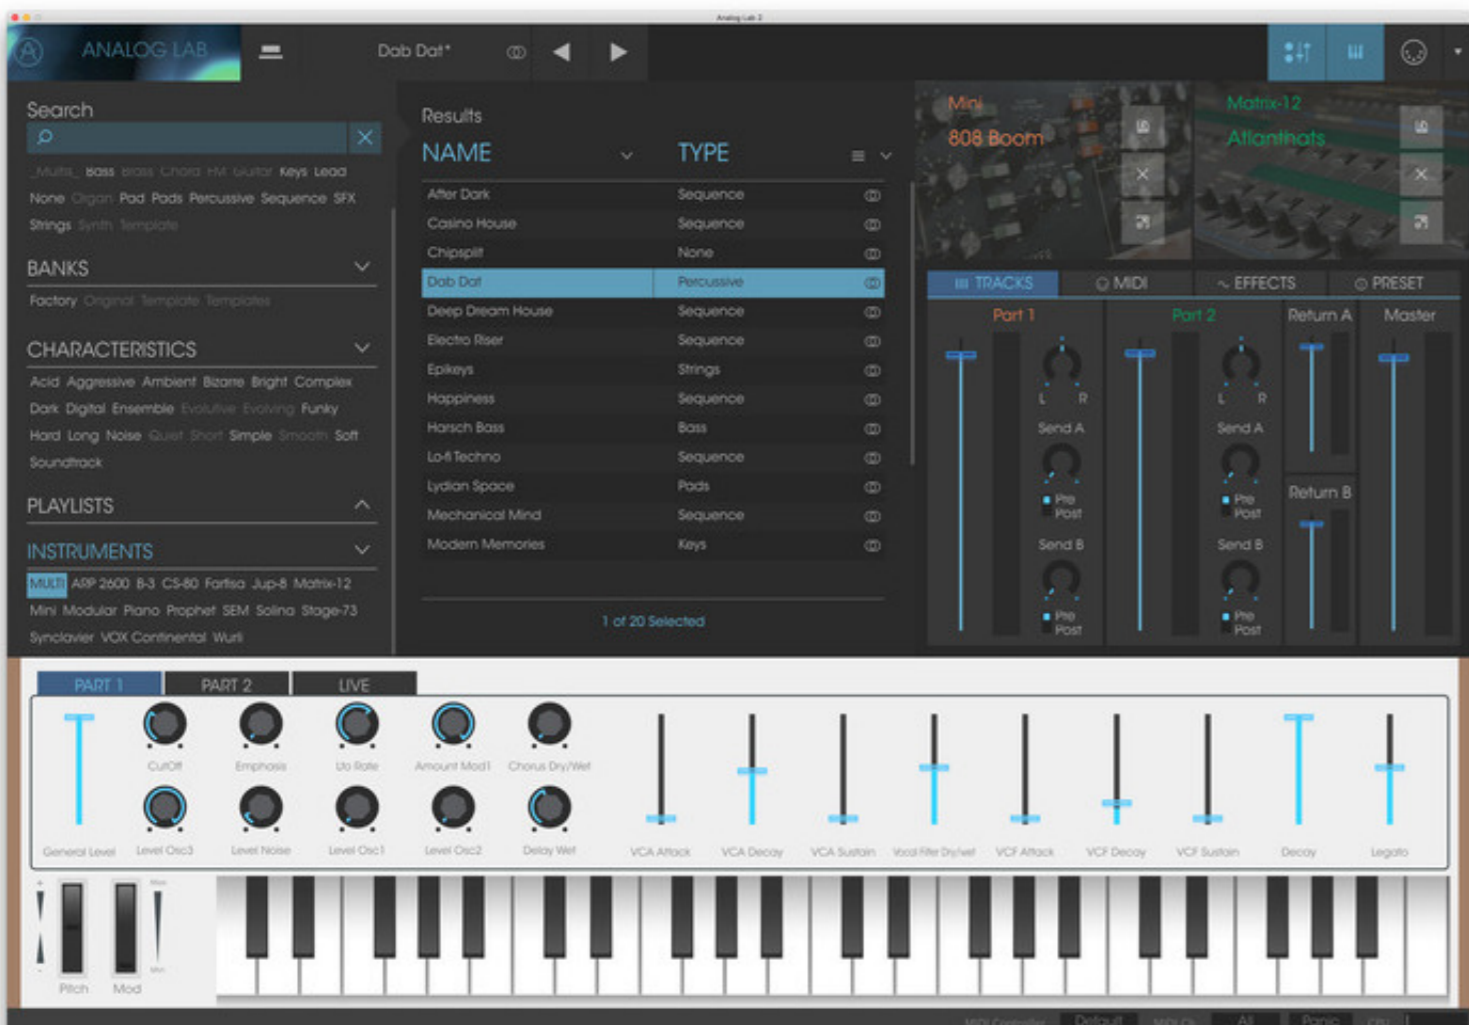 Analog Lab 2
ANALOG LAB
Dab Dat*
Search
_Multis_ Bass Brass Chord FM Guitar Keys Lead
None Organ Pad Pads Percussive Sequence SFX
Strings Synth Template
BANKS
Factory Original Template Templates
CHARACTERISTICS
Acid Aggressive Ambient Bizarre Bright Complex
Dark Digital Ensemble Evolutive Evolving Funky
Hard Long Noise Quiet Short Simple Smooth Soft
Soundtrack
PLAYLISTS
INSTRUMENTS
MULTI ARP 2600 B-3 CS-80 Farfisa Jup-8 Matrix-12
Mini Modular Piano Prophet SEM Solina Stage-73
Synclavier VOX Continental Wurli
Results
NAME TYPE
After Dark Sequence
Casino House Sequence
Chipsplit None
Dab Dat Percussive
Deep Dream House Sequence
Electro Riser Sequence
Epikeys Strings
Happiness Sequence
Harsch Bass Bass
Lo-fi Techno Sequence
Lydian Space Pads
Mechanical Mind Sequence
Modern Memories Keys
1 of 20 Selected
Mini
808 Boom
Matrix-12
Atlanthats
TRACKS MIDI EFFECTS PRESET
Part 1 Part 2 Return A Master
L R L R
Send A Send A
Pre Pre
Post Post
Return B
Send B Send B
Pre Pre
Post Post
PART 1 PART 2 LIVE
CutOff Emphasis Lfo Rate Amount Mod1 Chorus Dry/Wet
General Level Level Osc3 Level Noise Level Osc1 Level Osc2 Delay Wet VCA Attack VCA Decay VCA Sustain Vocal Filter Dry/wet VCF Attack VCF Decay VCF Sustain Decay Legato
+ Max
- Min
Pitch Mod
MIDI Controller Default MIDI Ch. All Panic CPU